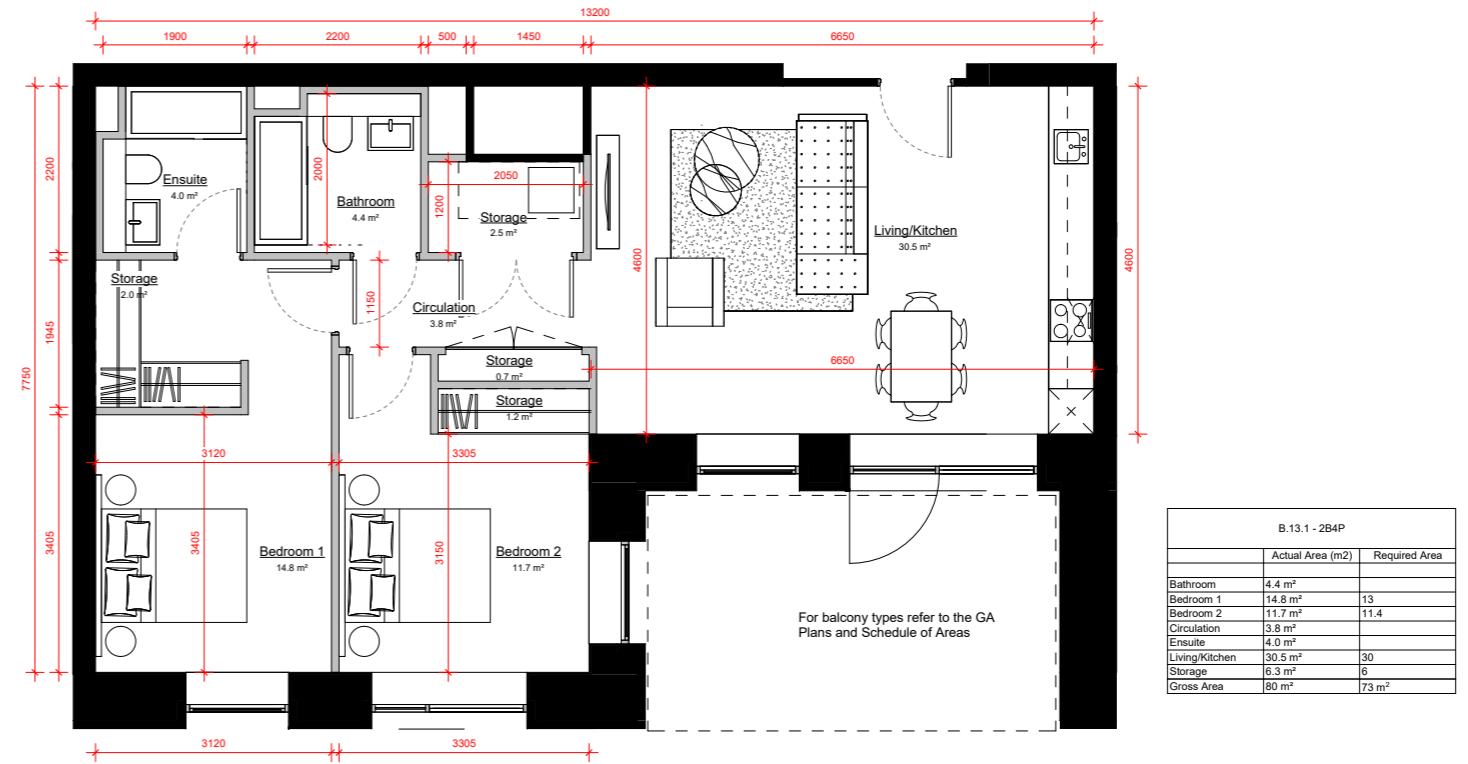 13200
1900
2200
500
1450
6650
7750
2200
1945
3405
2000
2050
1200
1150
4600
4600
6650
Ensuite
4.0 m²
Bathroom
4.4 m²
Storage
2.5 m²
Living/Kitchen
30.5 m²
Storage
2.0 m²
Circulation
3.8 m²
Storage
0.7 m²
Storage
1.2 m²
3120
3305
3405
3150
Bedroom 1
14.8 m²
Bedroom 2
11.7 m²
For balcony types refer to the GA
Plans and Schedule of Areas
3120
3305
B.13.1 - 2B4P
Actual Area (m2) Required Area
Bathroom 4.4 m²
Bedroom 1 14.8 m² 13
Bedroom 2 11.7 m² 11.4
Circulation 3.8 m²
Ensuite 4.0 m²
Living/Kitchen 30.5 m² 30
Storage 6.3 m² 6
Gross Area 80 m² 73 m²